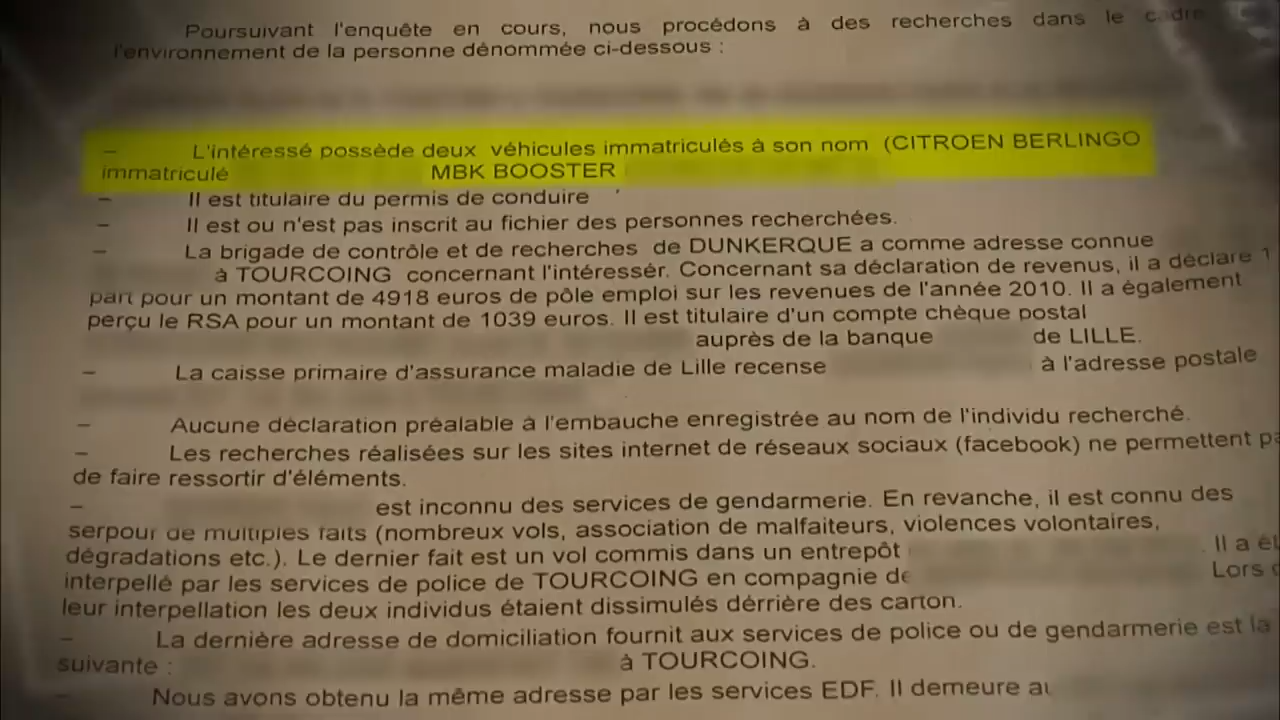 Poursuivant l'enquête en cours, nous procédons à des recherches dans le cadre
l'environnement de la personne dénommée ci-dessous :
– L'intéressé possède deux véhicules immatriculés à son nom (CITROEN BERLINGO
immatriculé MBK BOOSTER
– Il est titulaire du permis de conduire
– Il est ou n'est pas inscrit au fichier des personnes recherchées.
– La brigade de contrôle et de recherches de DUNKERQUE a comme adresse connue
à TOURCOING concernant l'intéressér. Concernant sa déclaration de revenus, il a déclare 1
part pour un montant de 4918 euros de pôle emploi sur les revenues de l'année 2010. Il a également
perçu le RSA pour un montant de 1039 euros. Il est titulaire d'un compte chèque postal
auprès de la banque de LILLE.
– La caisse primaire d'assurance maladie de Lille recense à l'adresse postale
– Aucune déclaration préalable à l'embauche enregistrée au nom de l'individu recherché.
– Les recherches réalisées sur les sites internet de réseaux sociaux (facebook) ne permettent pa
de faire ressortir d'éléments.
– est inconnu des services de gendarmerie. En revanche, il est connu des
serpour de multiples faits (nombreux vols, association de malfaiteurs, violences volontaires,
dégradations etc.). Le dernier fait est un vol commis dans un entrepôt . Il a ét
interpellé par les services de police de TOURCOING en compagnie de Lors d
leur interpellation les deux individus étaient dissimulés dérrière des carton.
– La dernière adresse de domiciliation fournit aux services de police ou de gendarmerie est la
suivante : à TOURCOING.
– Nous avons obtenu la même adresse par les services EDF. Il demeure au